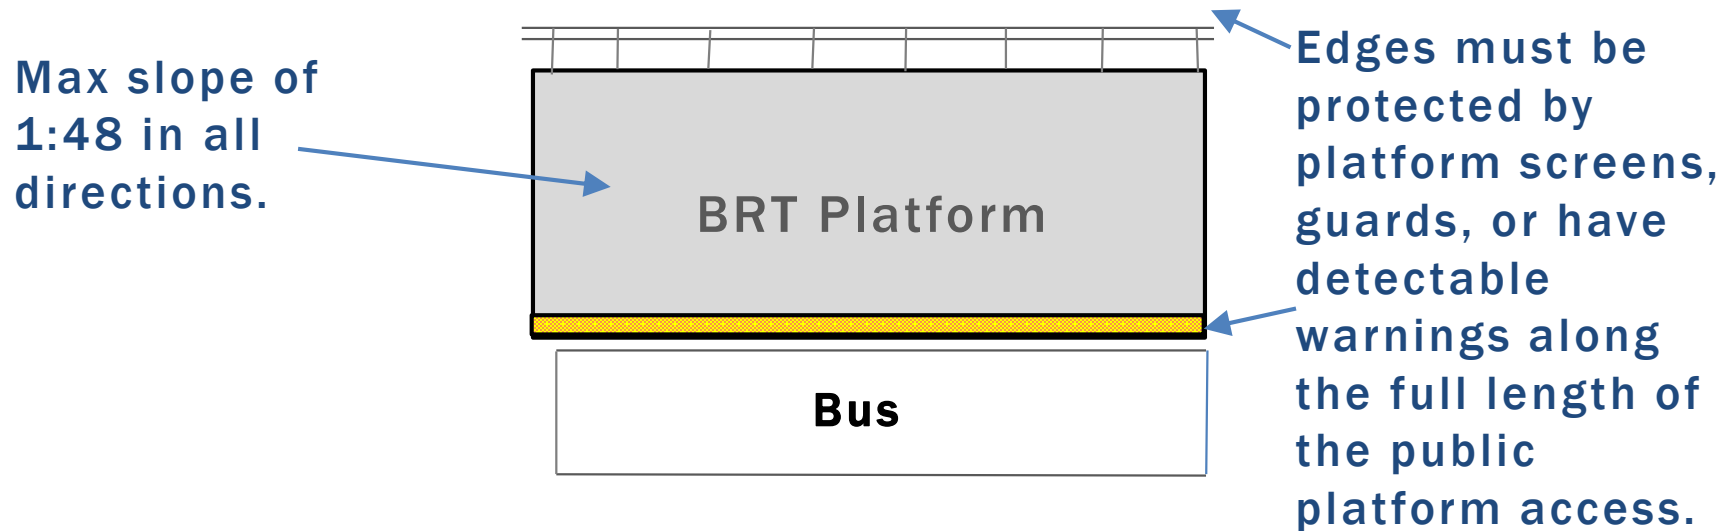 Max slope of
1:48 in all
directions.
BRT Platform
Bus
Edges must be
protected by
platform screens,
guards, or have
detectable
warnings along
the full length of
the public
platform access.